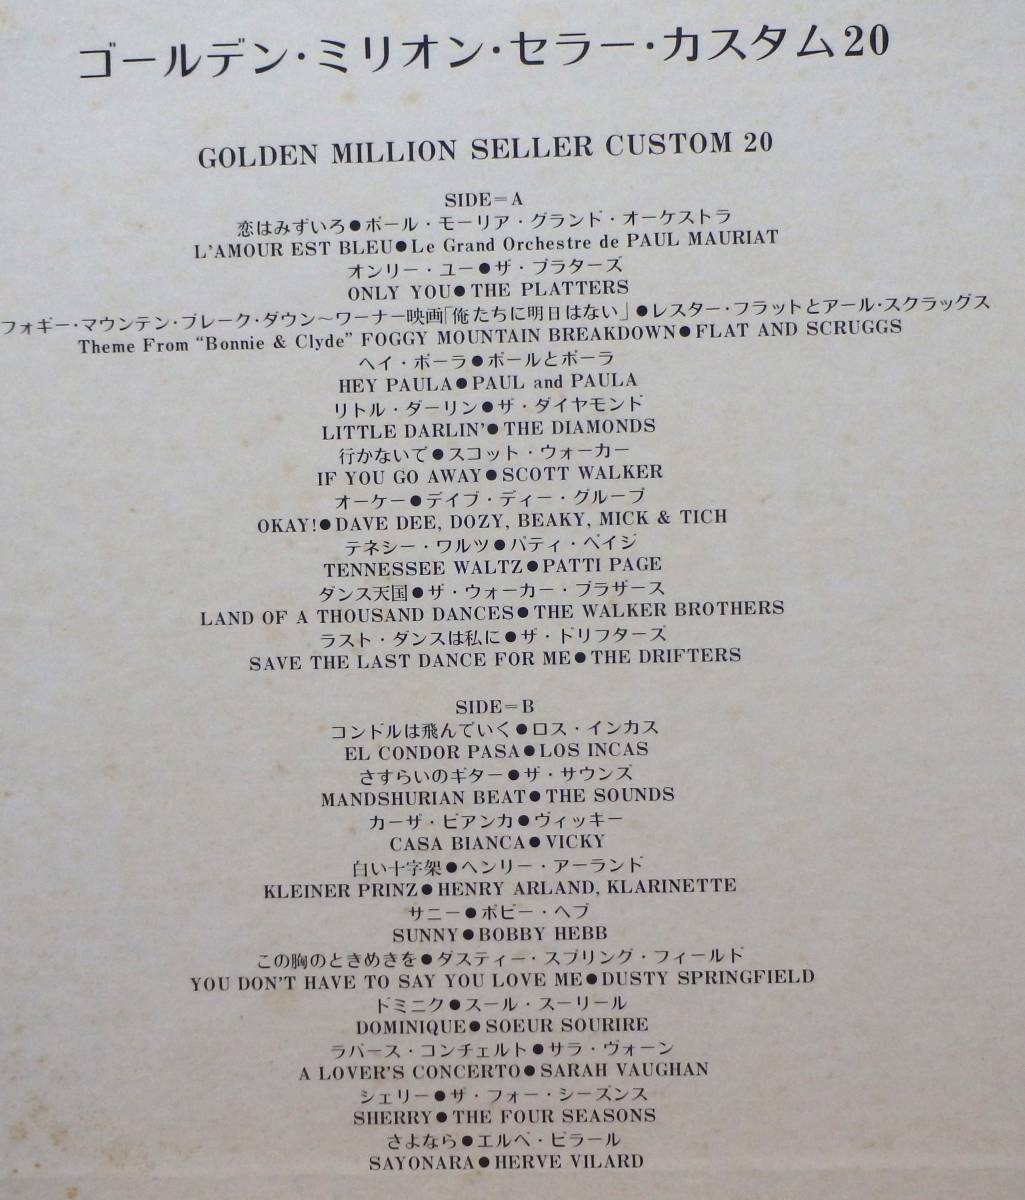 ゴールデン・ミリオン・セラー・カスタム20
GOLDEN MILLION SELLER CUSTOM 20
SIDE=A
恋はみずいろ●ポール・モーリア・グランド・オーケストラ
L'AMOUR EST BLEU●Le Grand Orchestre de PAUL MAURIAT
オンリー・ユー●ザ・プラターズ
ONLY YOU●THE PLATTERS
フォギー・マウンテン・ブレーク・ダウン〜ワーナー映画「俺たちに明日はない」●レスター・フラットとアール・スクラッグス
Theme From "Bonnie & Clyde" FOGGY MOUNTAIN BREAKDOWN●FLAT AND SCRUGGS
ヘイ・ポーラ●ポールとポーラ
HEY PAULA●PAUL and PAULA
リトル・ダーリン●ザ・ダイヤモンド
LITTLE DARLIN'●THE DIAMONDS
行かないで●スコット・ウォーカー
IF YOU GO AWAY●SCOTT WALKER
オーケー●デイブ・ディー・グループ
OKAY!●DAVE DEE, DOZY, BEAKY, MICK & TICH
テネシー・ワルツ●パティ・ペイジ
TENNESSEE WALTZ●PATTI PAGE
ダンス天国●ザ・ウォーカー・ブラザース
LAND OF A THOUSAND DANCES●THE WALKER BROTHERS
ラスト・ダンスは私に●ザ・ドリフターズ
SAVE THE LAST DANCE FOR ME●THE DRIFTERS
SIDE=B
コンドルは飛んでいく●ロス・インカス
EL CONDOR PASA●LOS INCAS
さすらいのギター●ザ・サウンズ
MANDSHURIAN BEAT●THE SOUNDS
カーザ・ビアンカ●ヴィッキー
CASA BIANCA●VICKY
白い十字架●ヘンリー・アーランド
KLEINER PRINZ●HENRY ARLAND, KLARINETTE
サニー●ボビー・ヘブ
SUNNY●BOBBY HEBB
この胸のときめきを●ダスティー・スプリング・フィールド
YOU DON'T HAVE TO SAY YOU LOVE ME●DUSTY SPRINGFIELD
ドミニク●スール・スーリール
DOMINIQUE●SOEUR SOURIRE
ラバース・コンチェルト●サラ・ヴォーン
A LOVER'S CONCERTO●SARAH VAUGHAN
シェリー●ザ・フォー・シーズンス
SHERRY●THE FOUR SEASONS
さよなら●エルベ・ビラール
SAYONARA●HERVE VILARD